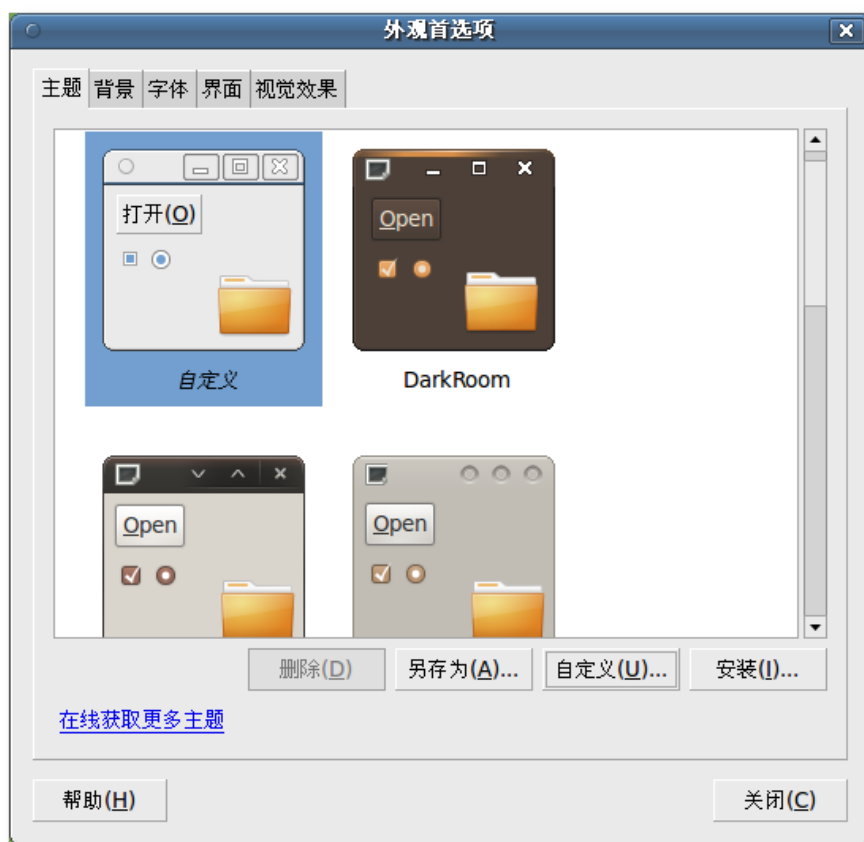 外观首选项
主题 背景 字体 界面 视觉效果
打开(O)
Open
自定义
DarkRoom
Open
Open
删除(D) 另存为(A)... 自定义(U)... 安装(I)...
在线获取更多主题
帮助(H) 关闭(C)